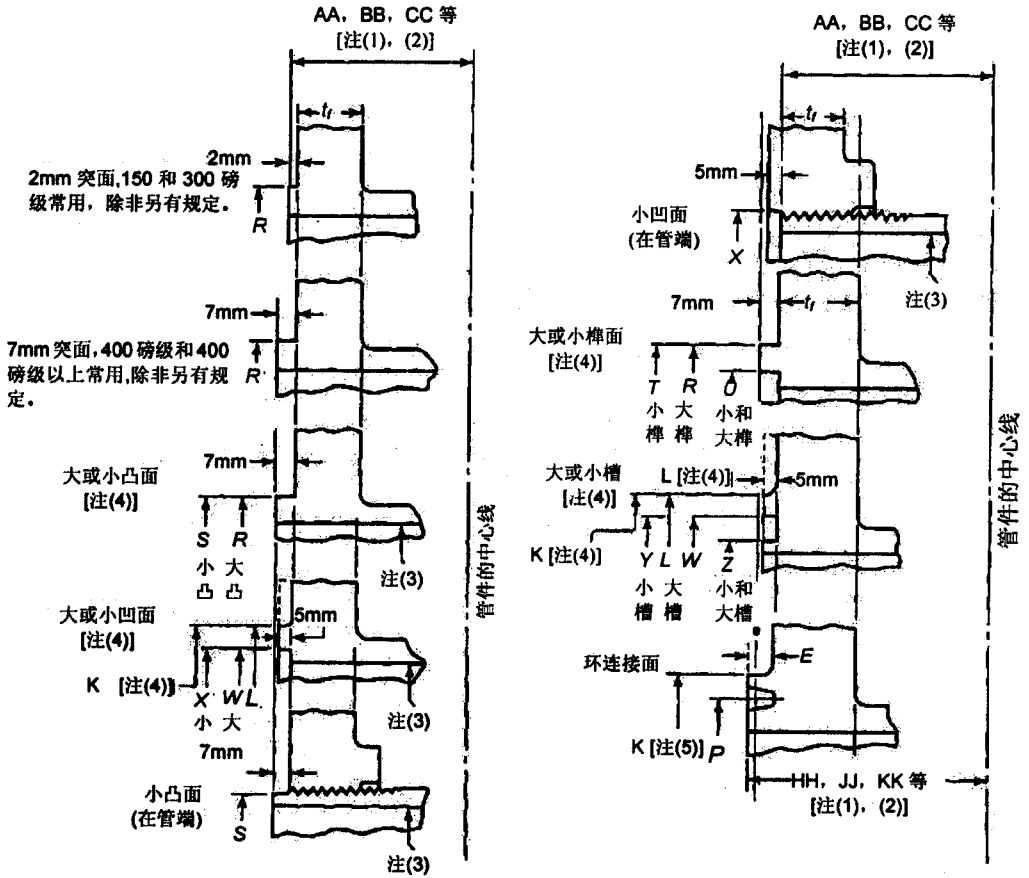 AA，BB，CC 等
[注(1)，(2)]
t_f
2mm
2mm 突面,150 和 300 磅
级常用，除非另有规定。
R
7mm
7mm 突面,400 磅级和 400
磅级以上常用,除非另有规
定。
R
7mm
大或小凸面
[注(4)]
S
R
小
凸
大
凸
注(3)
大或小凹面
[注(4)]
5mm
K [注(4)]
X
W
L
小
大
注(3)
7mm
小凸面
(在管端)
S
注(3)
管件的中心线
AA，BB，CC 等
[注(1)，(2)]
t_f
5mm
小凹面
(在管端)
X
注(3)
7mm
t_f
大或小榫面
[注(4)]
T
R
U
小
榫
大
榫
小和
大榫
大或小槽
[注(4)]
L [注(4)]
5mm
K [注(4)]
Y
L
W
Z
小
槽
大
槽
小和
大槽
环连接面
E
K [注(5)]
P
HH，JJ，KK 等
[注(1)，(2)]
管件的中心线